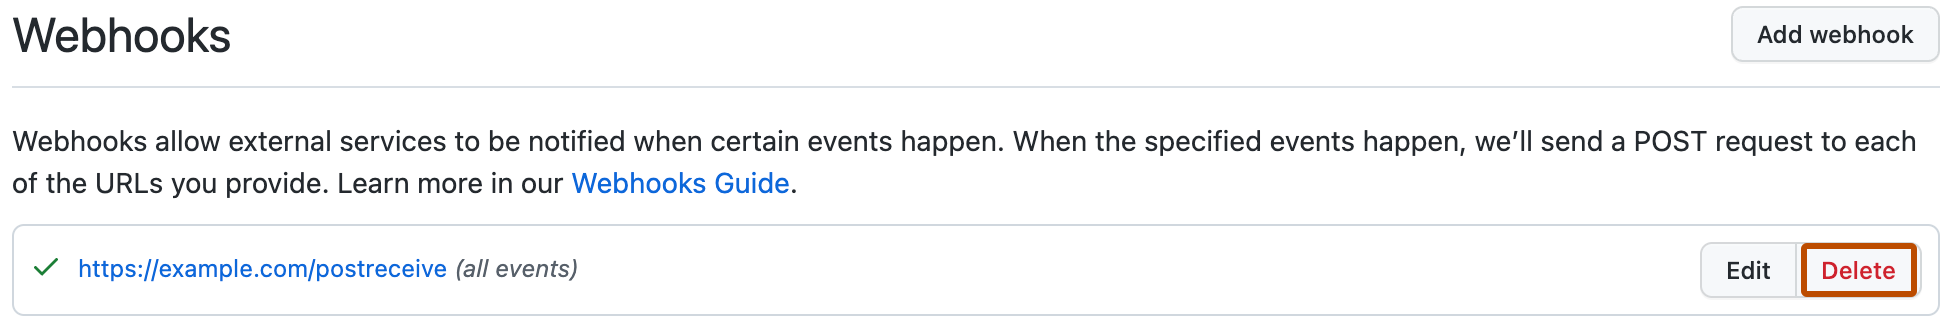 Webhooks
Add webhook
Webhooks allow external services to be notified when certain events happen. When the specified events happen, we’ll send a POST request to each
of the URLs you provide. Learn more in our Webhooks Guide.
https://example.com/postreceive (all events)
Edit
Delete